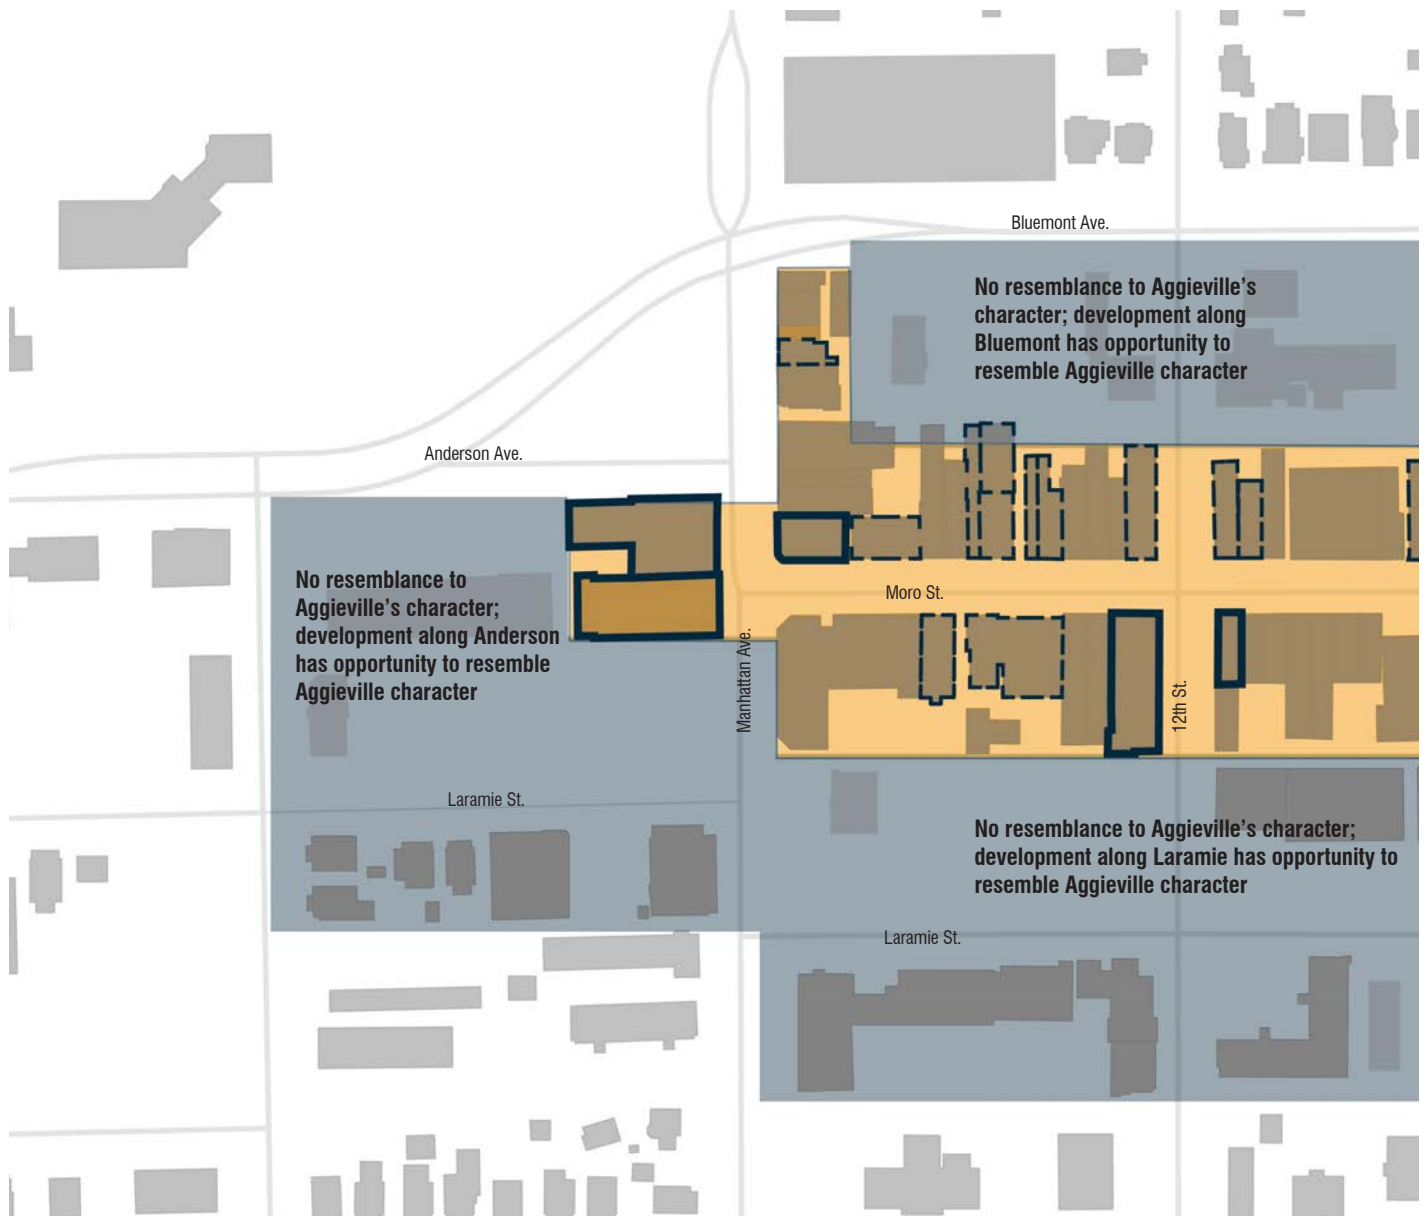 Bluemont Ave.
No resemblance to Aggieville’s
character; development along
Bluemont has opportunity to
resemble Aggieville character
Anderson Ave.
No resemblance to
Aggieville’s character;
development along Anderson
has opportunity to resemble
Aggieville character
Moro St.
Manhattan Ave.
12th St.
Laramie St.
No resemblance to Aggieville’s character;
development along Laramie has opportunity to
resemble Aggieville character
Laramie St.